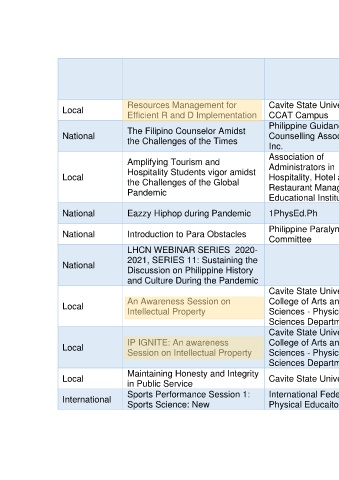 Local
Resources Management for
Efficient R and D Implementation
Cavite State Unive
CCAT Campus
National
The Filipino Counselor Amidst
the Challenges of the Times
Philippine Guidan
Counselling Assoc
Inc.
Local
Amplifying Tourism and
Hospitality Students vigor amidst
the Challenges of the Global
Pandemic
Association of
Administrators in
Hospitality, Hotel a
Restaurant Manag
Educational Institu
National
Eazzy Hiphop during Pandemic
1PhysEd.Ph
National
Introduction to Para Obstacles
Philippine Paralym
Committee
National
LHCN WEBINAR SERIES 2020-
2021, SERIES 11: Sustaining the
Discussion on Philippine History
and Culture During the Pandemic
Local
An Awareness Session on
Intellectual Property
Cavite State Unive
College of Arts an
Sciences - Physic
Sciences Departm
Local
IP IGNITE: An awareness
Session on Intellectual Property
Cavite State Unive
College of Arts an
Sciences - Physic
Sciences Departm
Local
Maintaining Honesty and Integrity
in Public Service
Cavite State Unive
International
Sports Performance Session 1:
Sports Science: New
International Fede
Physical Educaito